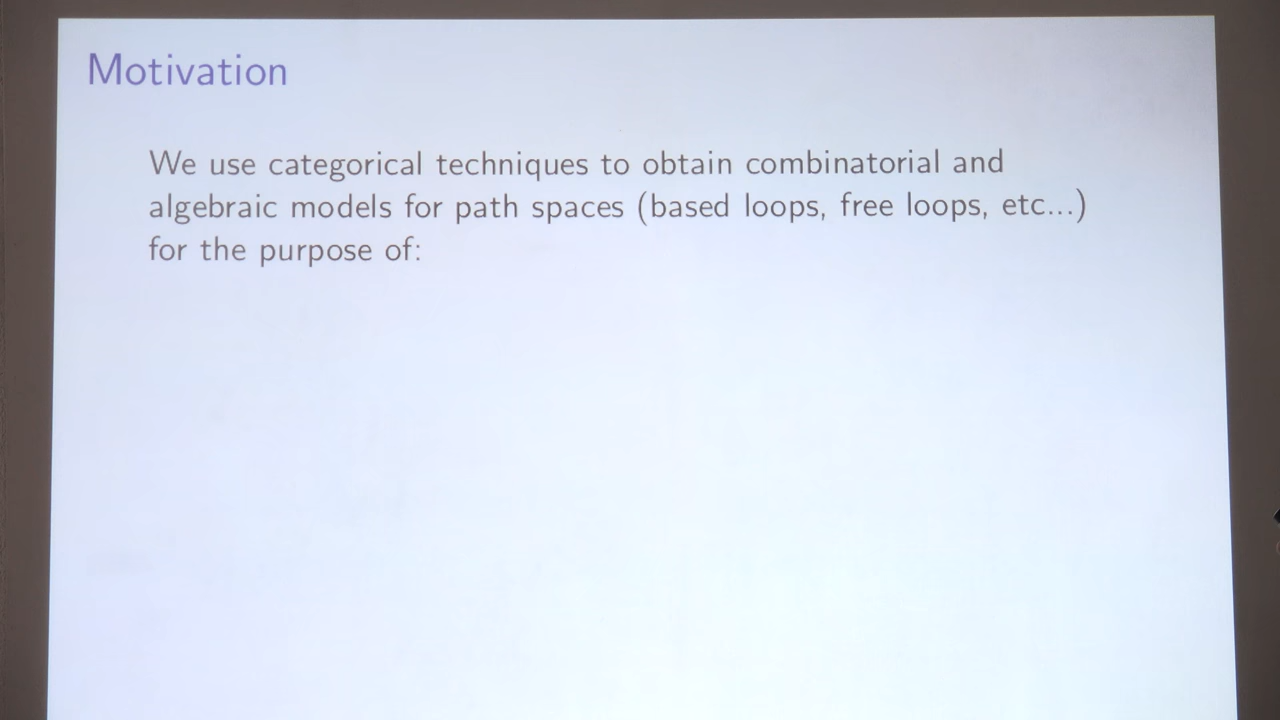 Motivation
We use categorical techniques to obtain combinatorial and
algebraic models for path spaces (based loops, free loops, etc...)
for the purpose of: